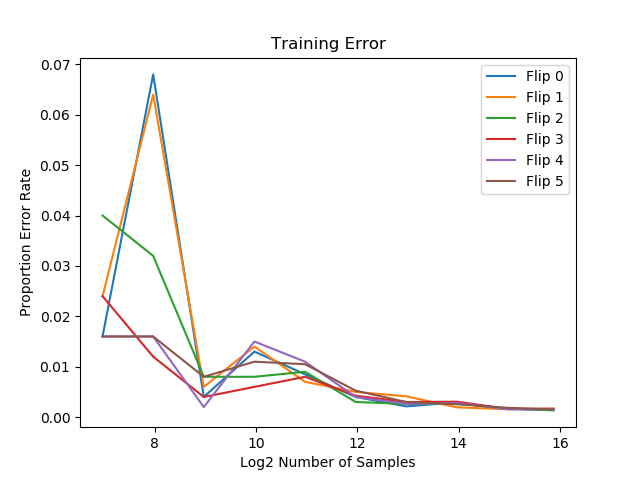 Training Error
0.07
0.06
0.05
0.04
0.03
0.02
0.01
0.00
Proportion Error Rate
8
10
12
14
16
Log2 Number of Samples
Flip 0
Flip 1
Flip 2
Flip 3
Flip 4
Flip 5